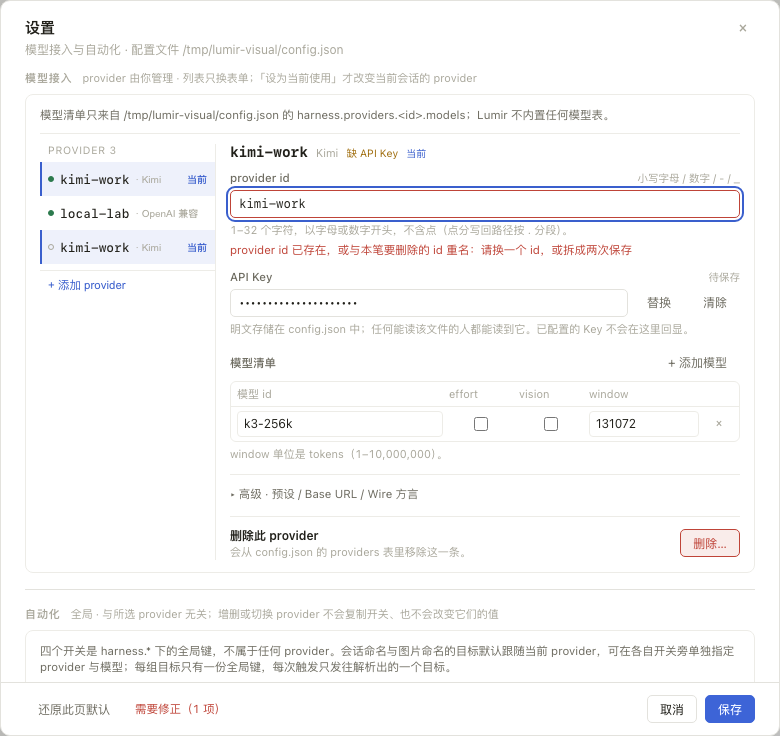 设置
×
模型接入与自动化 · 配置文件 /tmp/lumir-visual/config.json
模型接入 provider 由你管理 · 列表只换表单；「设为当前使用」才改变当前会话的 provider
模型清单只来自 /tmp/lumir-visual/config.json 的 harness.providers.<id>.models；Lumir 不内置任何模型表。
PROVIDER 3
kimi-work · Kimi 当前
local-lab · OpenAI 兼容
kimi-work · Kimi 当前
+ 添加 provider
kimi-work Kimi 缺 API Key 当前
provider id 小写字母 / 数字 / - / _
kimi-work
1–32 个字符，以字母或数字开头，不含点（点分写回路径按 . 分段）。
provider id 已存在，或与本笔要删除的 id 重名：请换一个 id，或拆成两次保存
API Key 待保存
•••••••••••••••••••••
替换 清除
明文存储在 config.json 中；任何能读该文件的人都能读到它。已配置的 Key 不会在这里回显。
模型清单 + 添加模型
模型 id effort vision window
k3-256k 131072 ×
window 单位是 tokens（1–10,000,000）。
▸ 高级 · 预设 / Base URL / Wire 方言
删除此 provider
会从 config.json 的 providers 表里移除这一条。
删除…
自动化 全局 · 与所选 provider 无关；增删或切换 provider 不会复制开关、也不会改变它们的值
四个开关是 harness.* 下的全局键，不属于任何 provider。会话命名与图片命名的目标默认跟随当前 provider，可在各自开关旁单独指定
provider 与模型；每组目标只有一份全局键，每次触发只发往解析出的一个目标。
还原此页默认 需要修正（1 项） 取消 保存